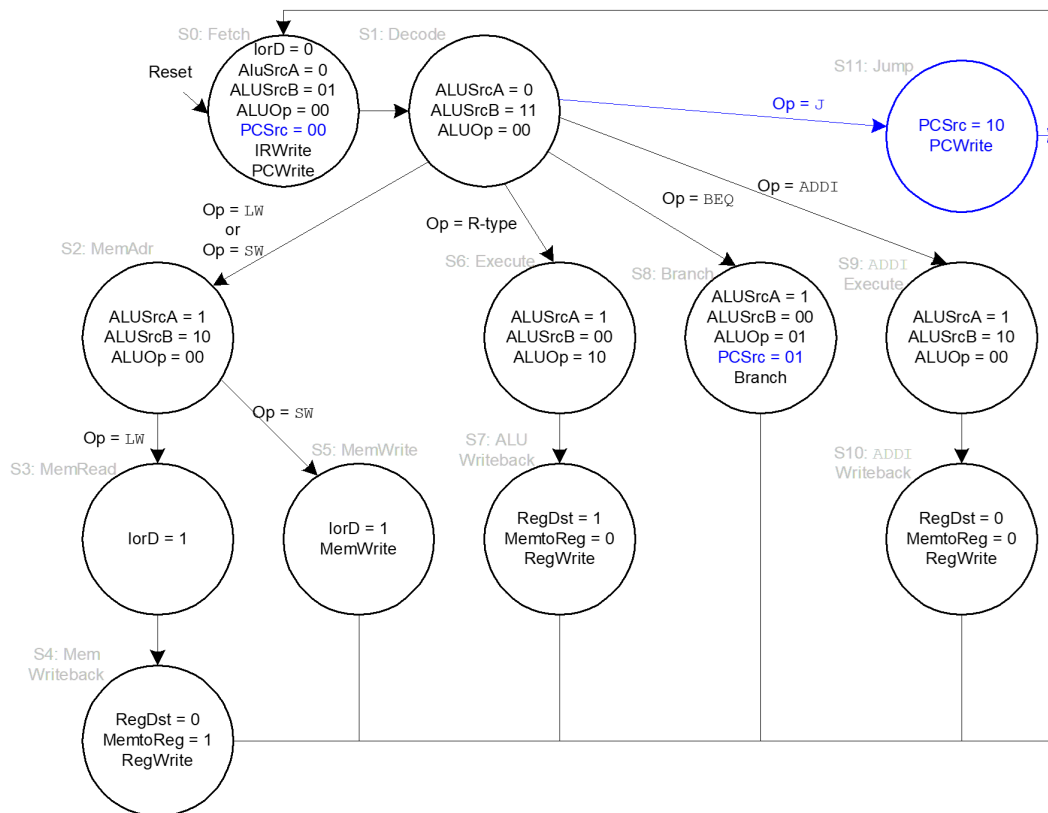 S0: Fetch
IorD = 0
AluSrcA = 0
ALUSrcB = 01
ALUOp = 00
PCSrc = 00
IRWrite
PCWrite
Reset
S1: Decode
ALUSrcA = 0
ALUSrcB = 11
ALUOp = 00
S11: Jump
Op = J
PCSrc = 10
PCWrite
Op = LW
or
Op = SW
Op = R-type
Op = BEQ
Op = ADDI
S2: MemAdr
ALUSrcA = 1
ALUSrcB = 10
ALUOp = 00
S6: Execute
ALUSrcA = 1
ALUSrcB = 00
ALUOp = 10
S8: Branch
ALUSrcA = 1
ALUSrcB = 00
ALUOp = 01
PCSrc = 01
Branch
S9: ADDI
Execute
ALUSrcA = 1
ALUSrcB = 10
ALUOp = 00
Op = SW
Op = LW
S3: MemRead
IorD = 1
S5: MemWrite
IorD = 1
MemWrite
S7: ALU
Writeback
RegDst = 1
MemtoReg = 0
RegWrite
S10: ADDI
Writeback
RegDst = 0
MemtoReg = 0
RegWrite
S4: Mem
Writeback
RegDst = 0
MemtoReg = 1
RegWrite